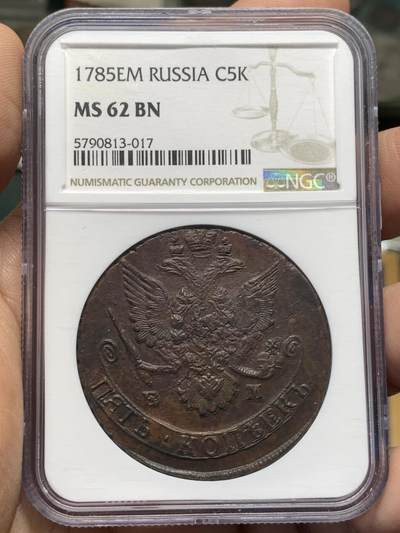 1785EM RUSSIA C5K
MS 62 BN
5790813-017
NUMISMATIC GUARANTY CORPORATION NGC®
Е М
ПЯТЬ • КОПѢЕКЪ